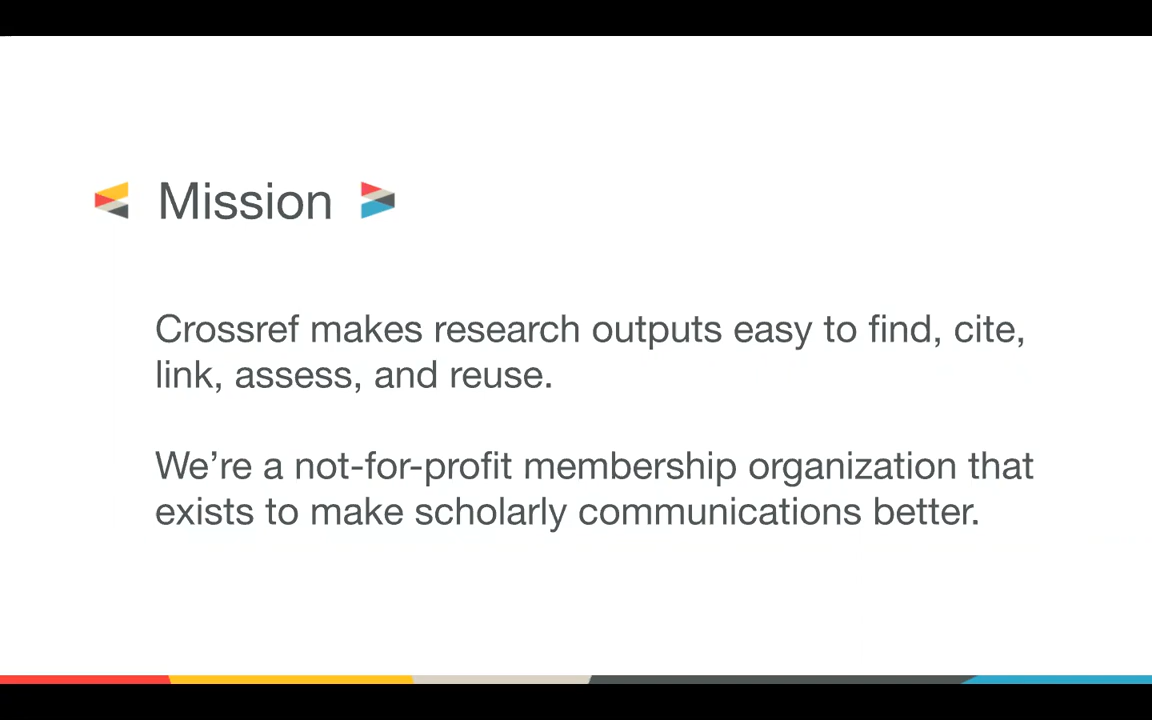 Mission
Crossref makes research outputs easy to find, cite,
link, assess, and reuse.
We’re a not-for-profit membership organization that
exists to make scholarly communications better.